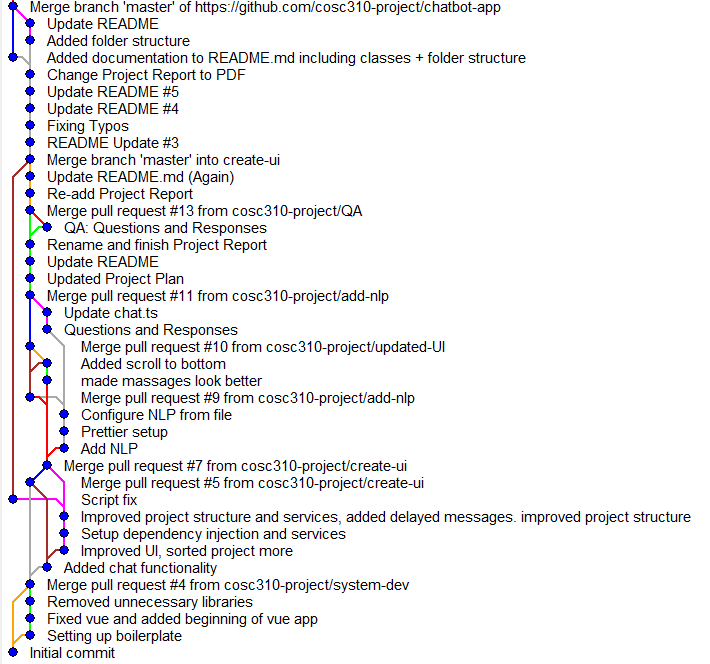 Merge branch 'master' of https://github.com/cosc310-project/chatbot-app
Update README
Added folder structure
Added documentation to README.md including classes + folder structure
Change Project Report to PDF
Update README #5
Update README #4
Fixing Typos
README Update #3
Merge branch 'master' into create-ui
Update README.md (Again)
Re-add Project Report
Merge pull request #13 from cosc310-project/QA
QA: Questions and Responses
Rename and finish Project Report
Update README
Updated Project Plan
Merge pull request #11 from cosc310-project/add-nlp
Update chat.ts
Questions and Responses
Merge pull request #10 from cosc310-project/updated-UI
Added scroll to bottom
made massages look better
Merge pull request #9 from cosc310-project/add-nlp
Configure NLP from file
Prettier setup
Add NLP
Merge pull request #7 from cosc310-project/create-ui
Merge pull request #5 from cosc310-project/create-ui
Script fix
Improved project structure and services, added delayed messages. improved project structure
Setup dependency injection and services
Improved UI, sorted project more
Added chat functionality
Merge pull request #4 from cosc310-project/system-dev
Removed unnecessary libraries
Fixed vue and added beginning of vue app
Setting up boilerplate
Initial commit